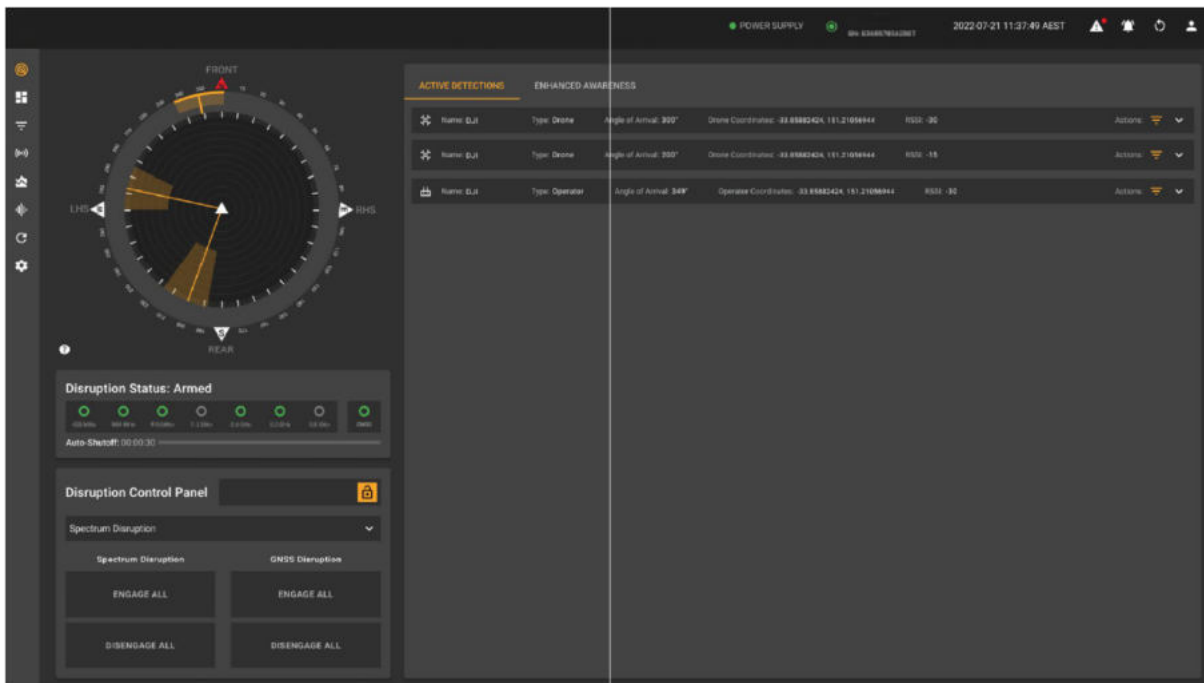 POWER SUPPLY
2022-07-21 11:37:49 AEST
FRONT
LHS
RHS
REAR
ACTIVE DETECTIONS
ENHANCED AWARENESS
Name: DJI Type: Drone Angle of Arrival: 300° Drone Coordinates: -33.85882424, 151.21056944 RSSI: -30 Actions:
Name: DJI Type: Drone Angle of Arrival: 200° Drone Coordinates: -33.85882424, 151.21056944 RSSI: -15 Actions:
Name: DJI Type: Operator Angle of Arrival: 349° Operator Coordinates: -33.85882424, 151.21056944 RSSI: -30 Actions:
Disruption Status: Armed
GNSS
Auto-Shutoff: 00:00:30
Disruption Control Panel
Spectrum Disruption
Spectrum Disruption GNSS Disruption
ENGAGE ALL ENGAGE ALL
DISENGAGE ALL DISENGAGE ALL